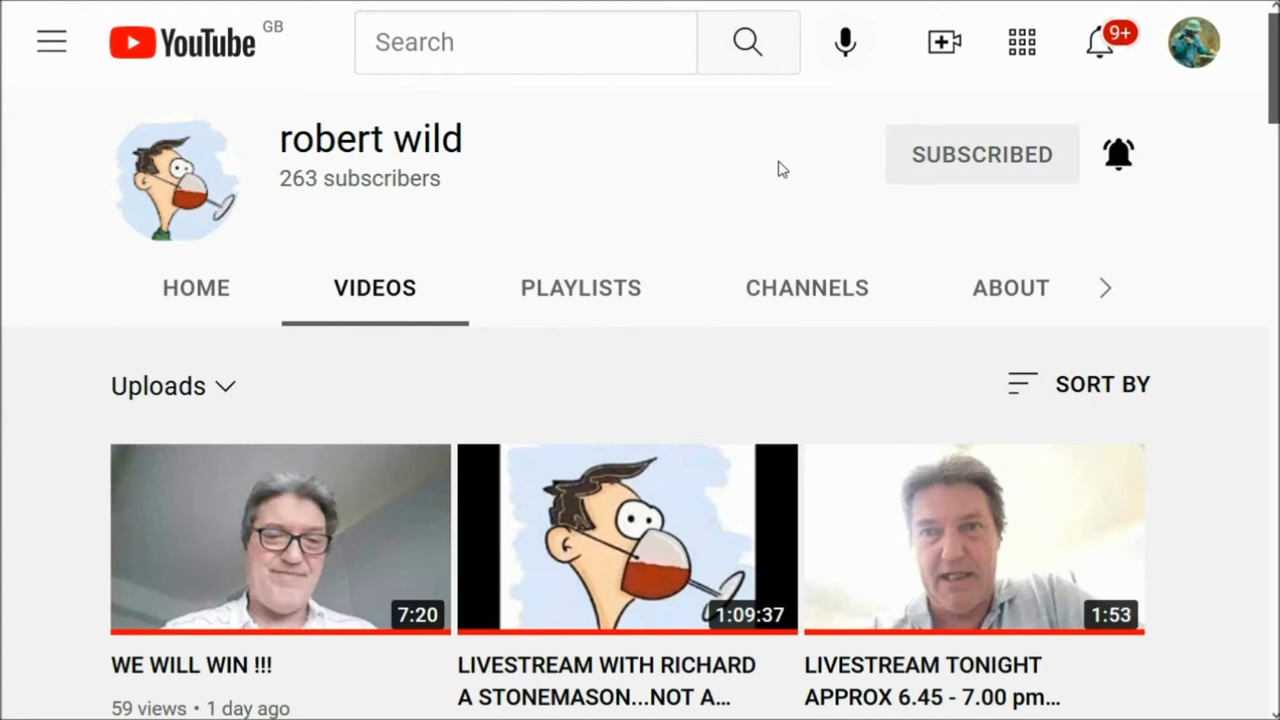 YouTube GB
Search
9+
robert wild
263 subscribers
SUBSCRIBED
HOME VIDEOS PLAYLISTS CHANNELS ABOUT
Uploads
SORT BY
7:20
1:09:37
1:53
WE WILL WIN !!!
59 views • 1 day ago
LIVESTREAM WITH RICHARD
A STONEMASON...NOT A...
LIVESTREAM TONIGHT
APPROX 6.45 - 7.00 pm...